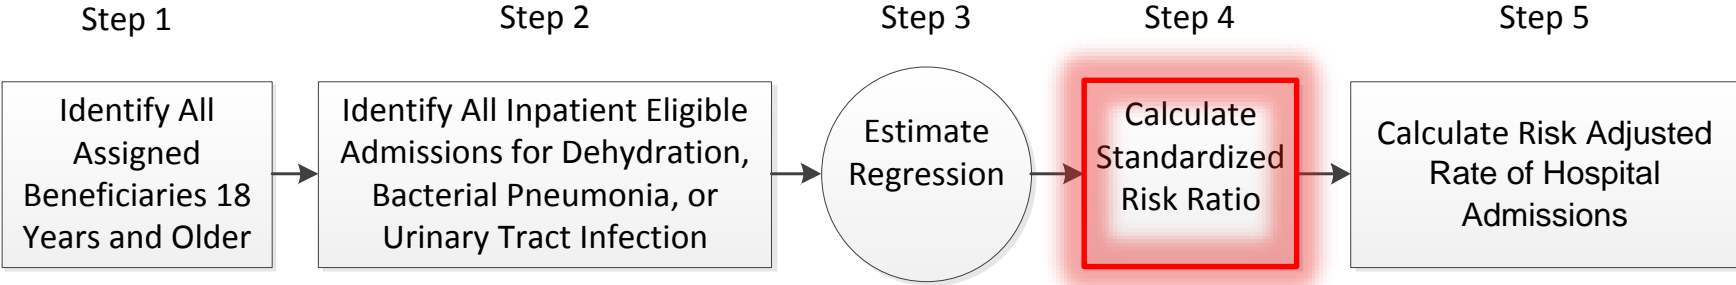 Step 1
Step 2
Step 3
Step 4
Step 5
Identify All
Assigned
Beneficiaries 18
Years and Older
Identify All Inpatient Eligible
Admissions for Dehydration,
Bacterial Pneumonia, or
Urinary Tract Infection
Estimate
Regression
Calculate
Standardized
Risk Ratio
Calculate Risk Adjusted
Rate of Hospital
Admissions